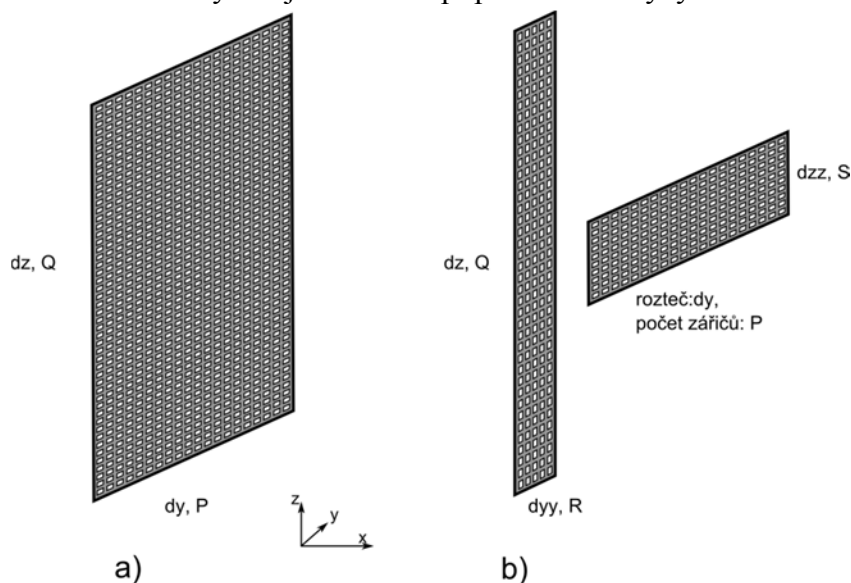 dz, Q
dy, P
z
y
x
a)
dz, Q
dyy, R
dzz, S
rozteč:dy,
počet zářičů: P
b)